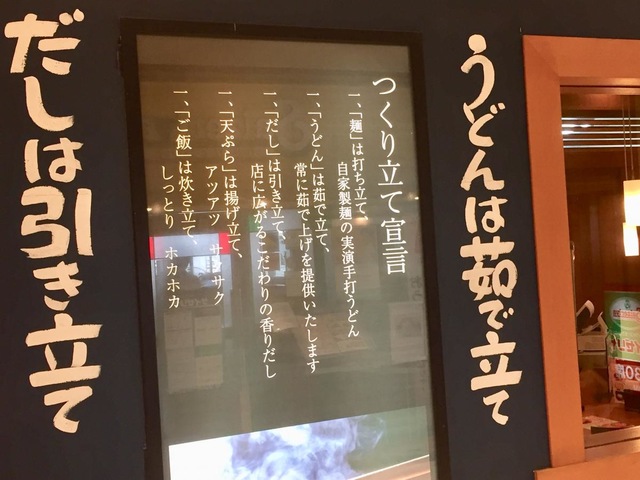 うどんは茹で立て
つくり立て宣言
一、「麺」は打ち立て、
自家製麺の実演手打うどん
一、「うどん」は茹で立て、
常に茹で上げを提供いたします
一、「だし」は引き立て、
店に広がるこだわりの香りだし
一、「天ぷら」は揚げ立て、
アツアツ サクサク
一、「ご飯」は炊き立て、
しっとり ホカホカ
だしは引き立て